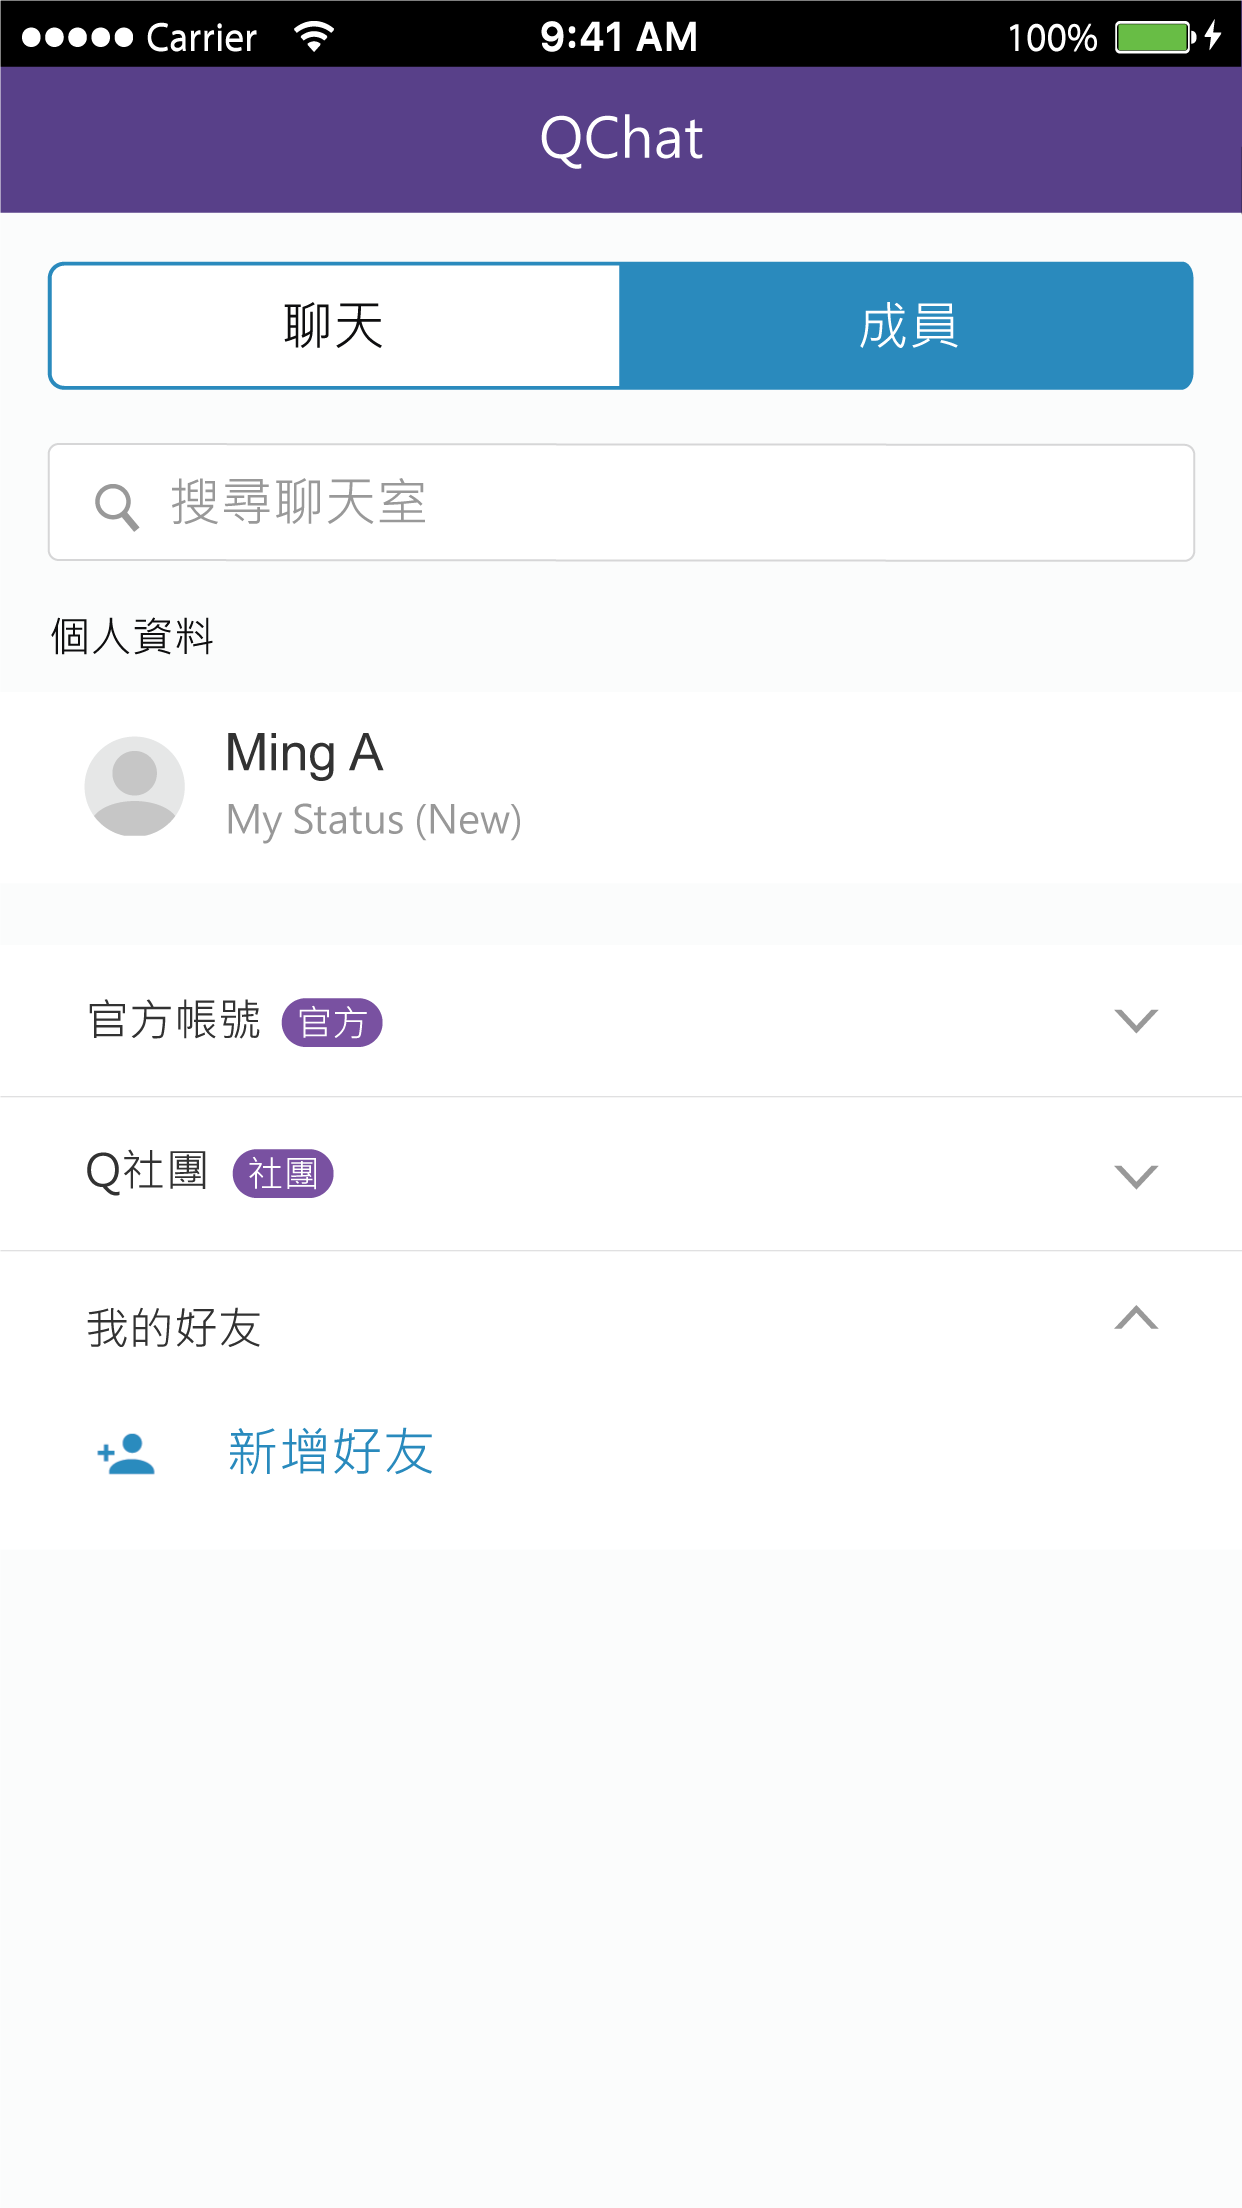 Carrier 9:41 AM 100%
QChat
聊天 成員
搜尋聊天室
個人資料
Ming A
My Status (New)
官方帳號 官方
Q社團 社團
我的好友
新增好友